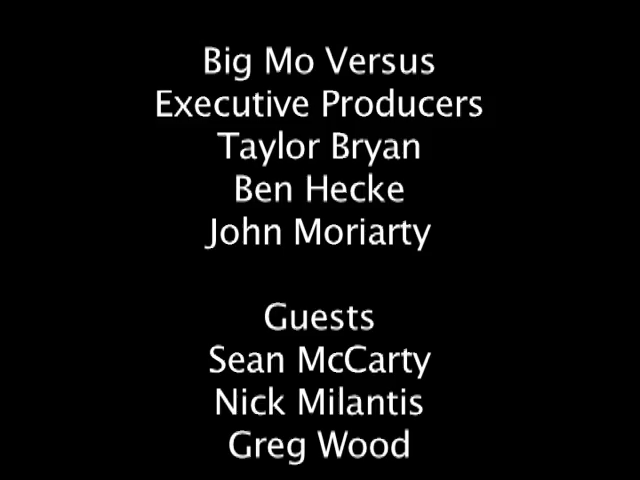 Big Mo Versus
Executive Producers
Taylor Bryan
Ben Hecke
John Moriarty
Guests
Sean McCarty
Nick Milantis
Greg Wood